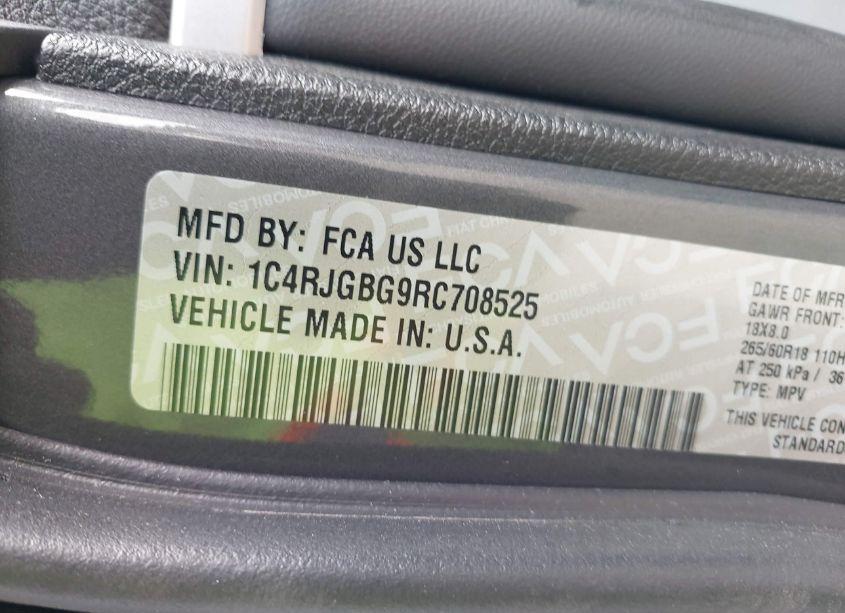 MFD BY: FCA US LLC
VIN: 1C4RJGBG9RC708525
VEHICLE MADE IN: U.S.A.
DATE OF MFR
GAWR FRONT:
18X8.0
265/60R18 110H
AT 250 kPa / 36
TYPE: MPV
THIS VEHICLE CON
STANDARD